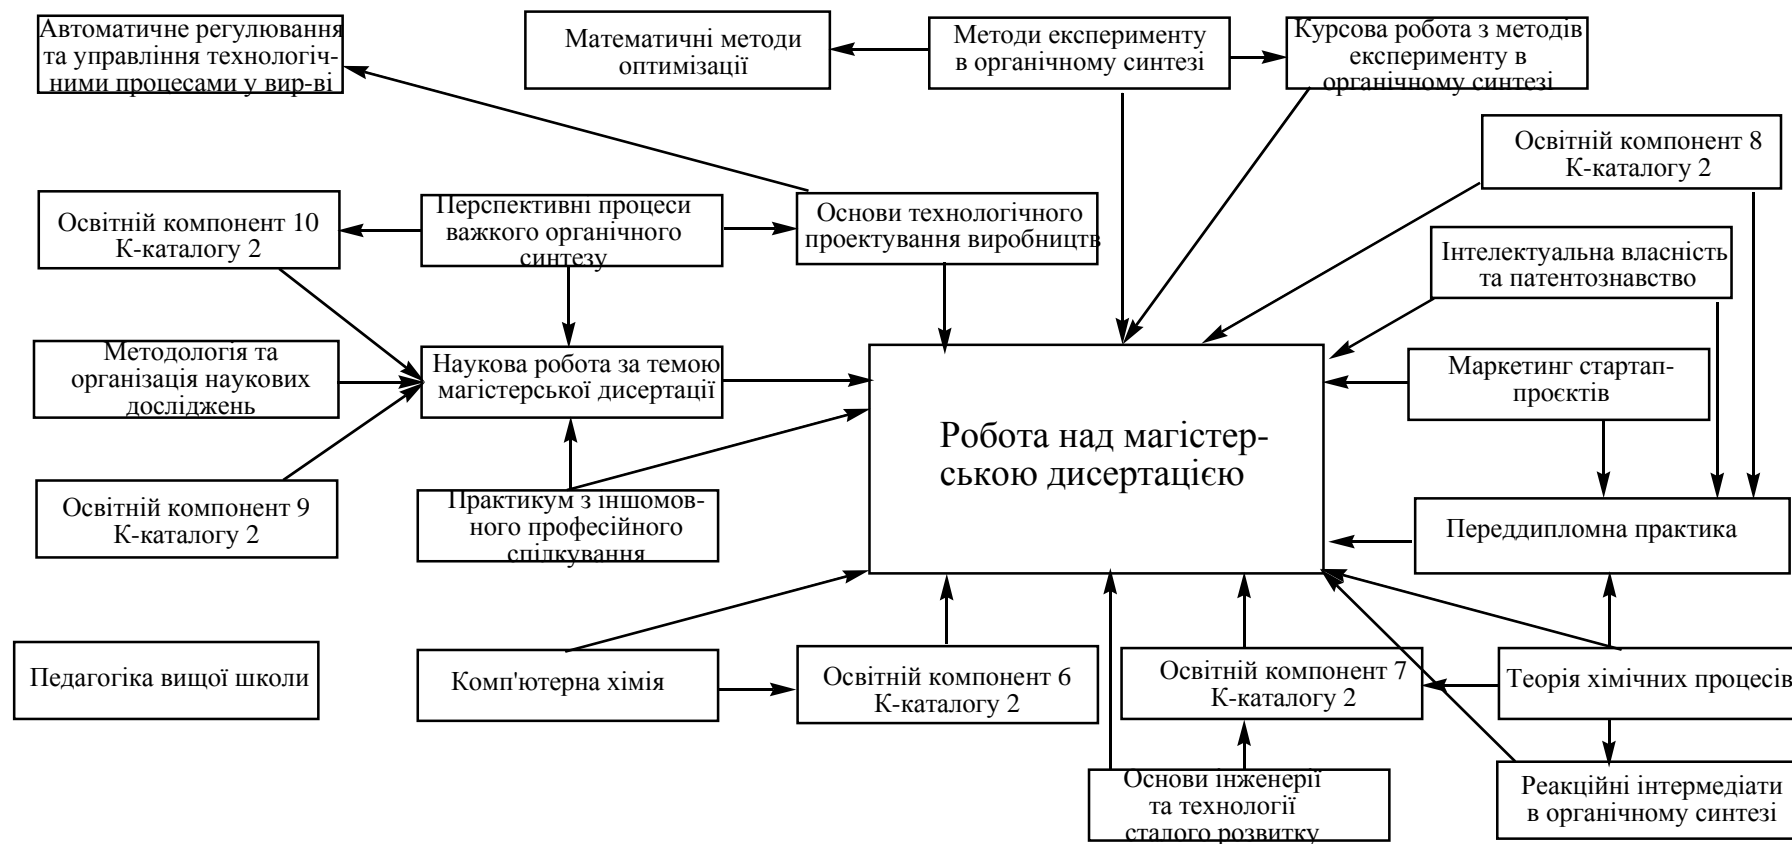 Автоматичне регулювання
та управління технологіч-
ними процесами у вир-ві
Математичні методи
оптимізації
Методи експерименту
в органічному синтезі
Курсова робота з методів
експерименту в
органічному синтезі
Освітній компонент 8
К-каталогу 2
Освітній компонент 10
К-каталогу 2
Перспективні процеси
важкого органічного
синтезу
Основи технологічного
проектування виробництв
Інтелектуальна власність
та патентознавство
Методологія та
організація наукових
досліджень
Наукова робота за темою
магістерської дисертації
Маркетинг стартап-
проєктів
Робота над магістер-
ською дисертацією
Освітній компонент 9
К-каталогу 2
Практикум з іншомов-
ного професійного
спілкування
Переддипломна практика
Педагогіка вищої школи
Комп'ютерна хімія
Освітній компонент 6
К-каталогу 2
Освітній компонент 7
К-каталогу 2
Теорія хімічних процесів
Основи інженерії
та технології
сталого розвитку
Реакційні інтермедіати
в органічному синтезі